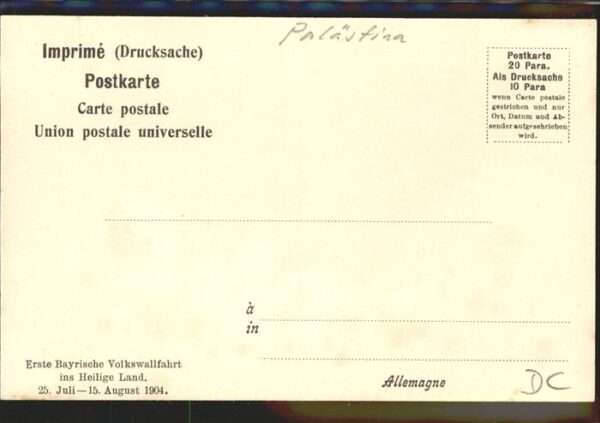 Palästina
Imprimé (Drucksache)
Postkarte
Carte postale
Union postale universelle
Postkarte
20 Para.
Als Drucksache
10 Para
wenn Carte postale
gestrichen und nur
Ort, Datum und Ab-
sender aufgeschrieben
wird.
à
in
Erste Bayrische Volkswallfahrt
ins Heilige Land,
25. Juli—15. August 1904.
Allemagne
DC